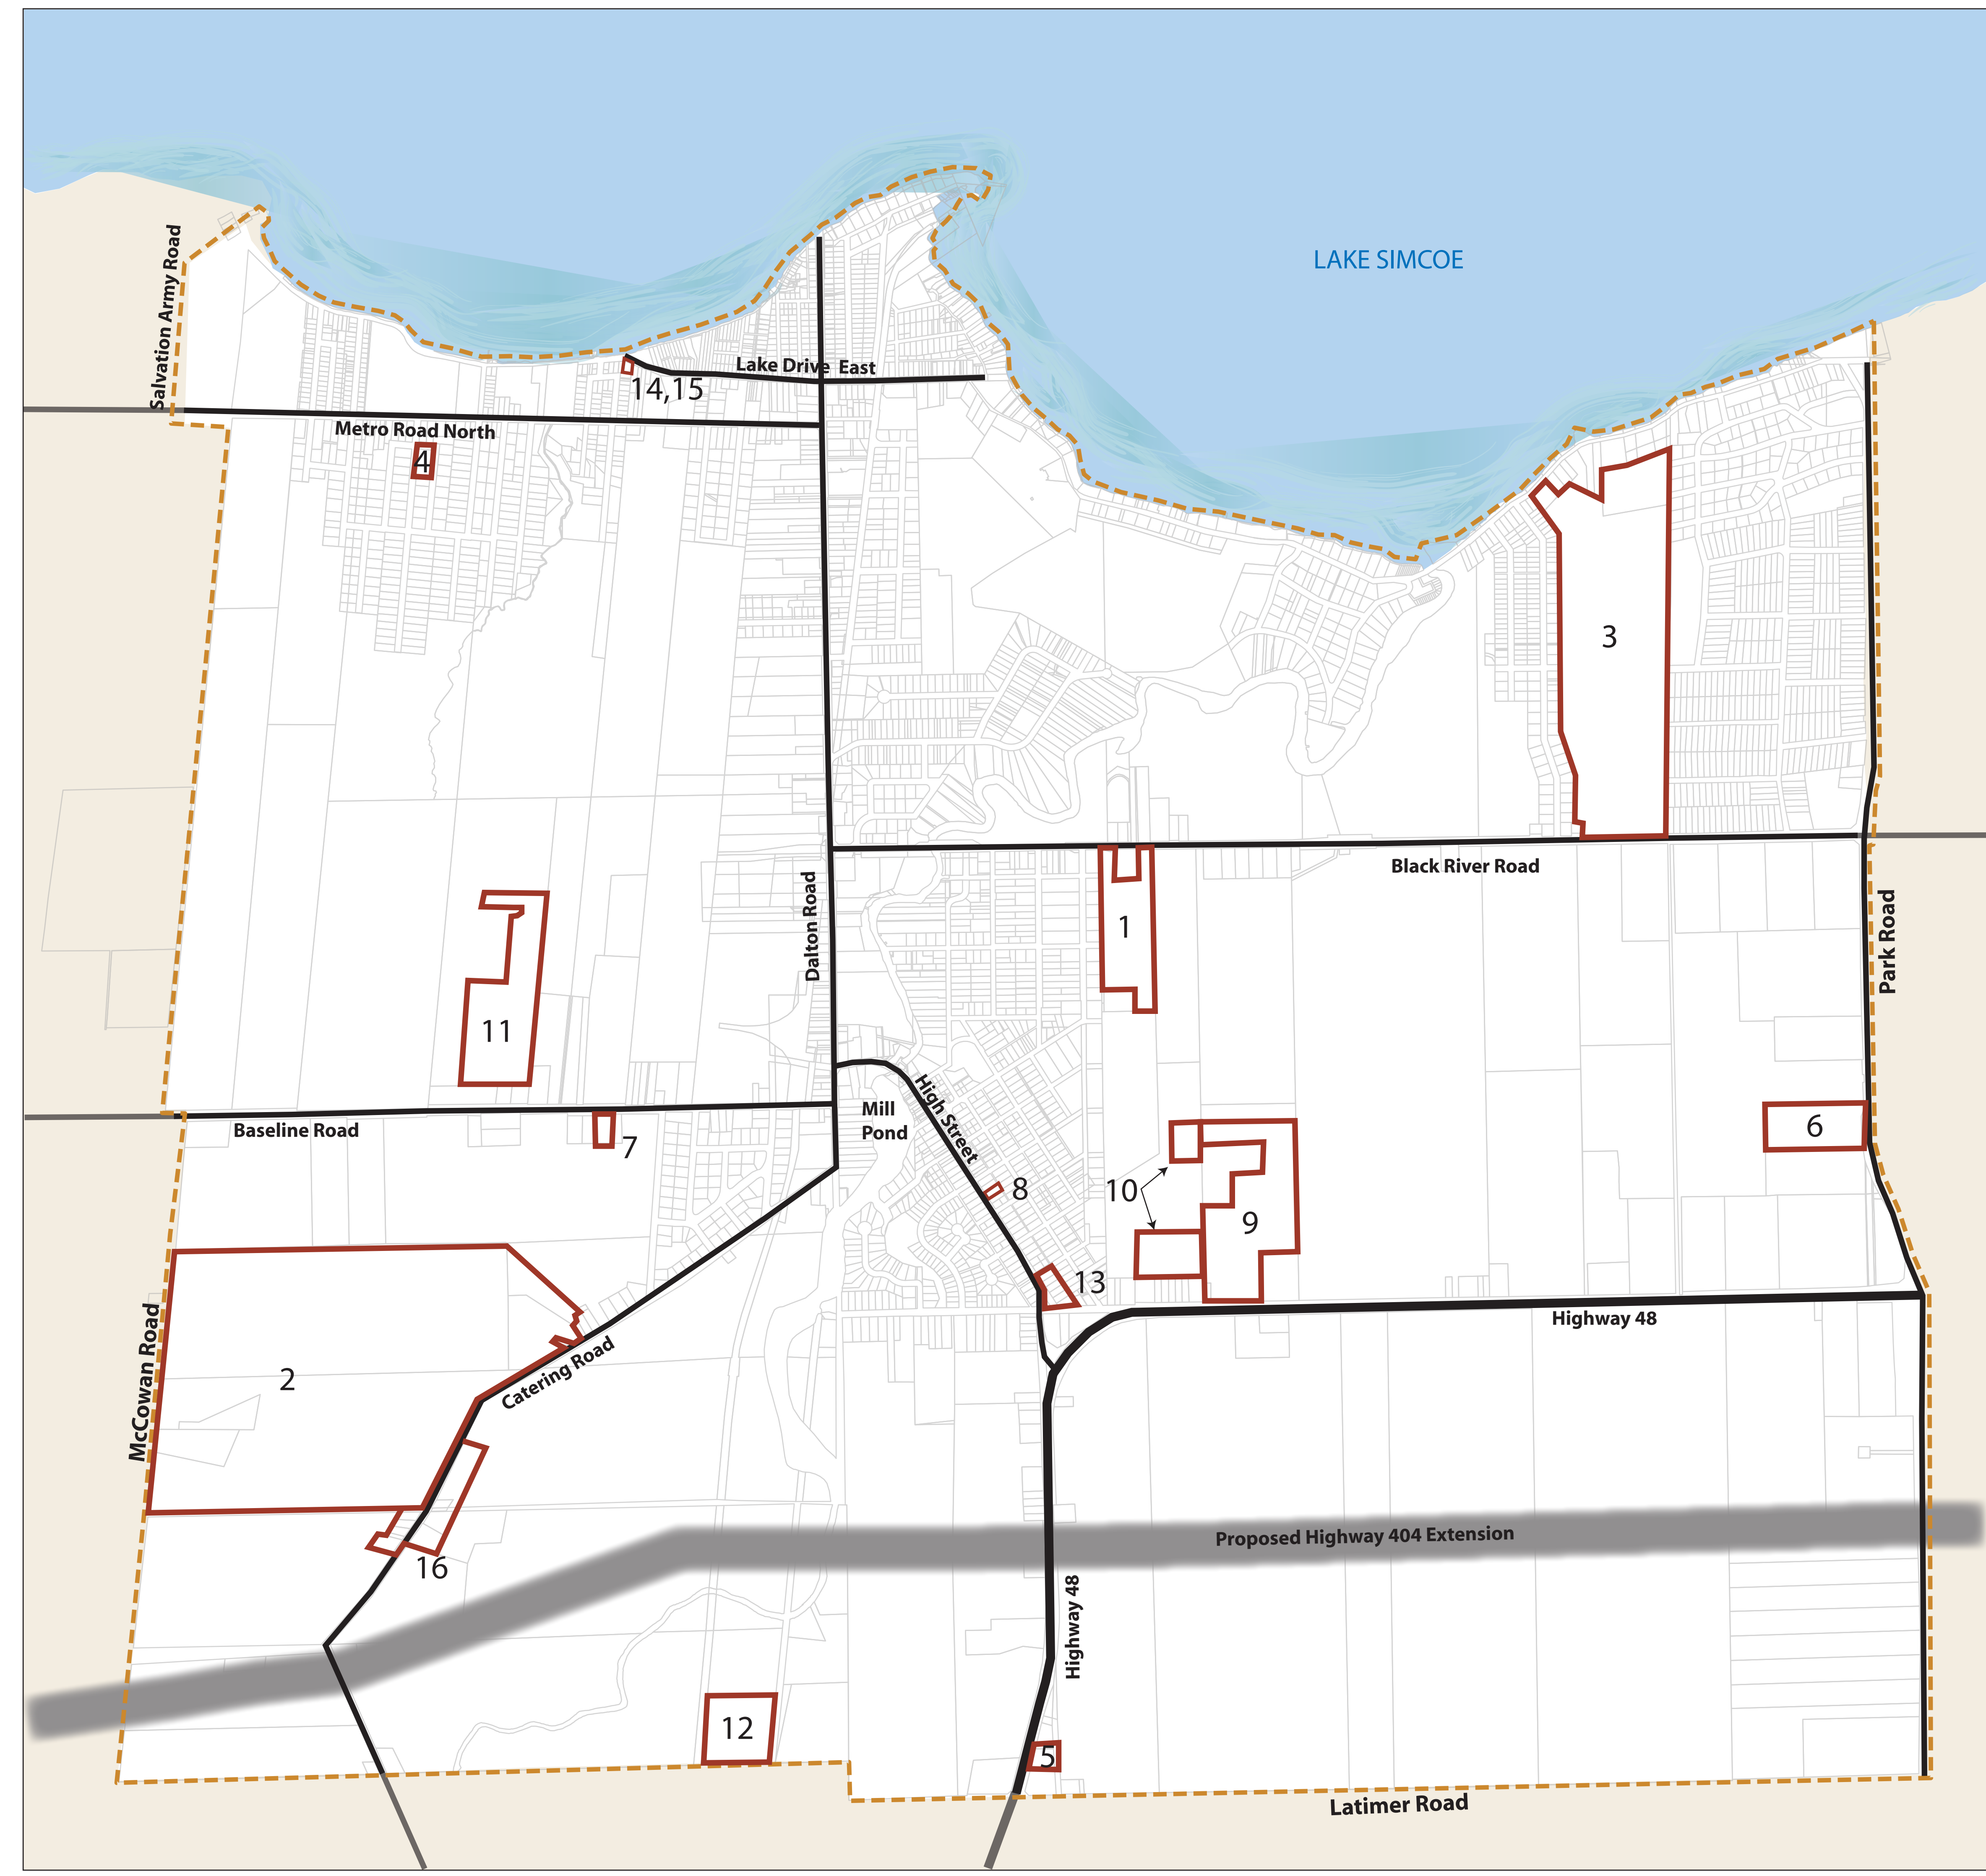 LAKE SIMCOE
Salvation Army Road
Lake Drive East
14,15
Metro Road North
4
3
Black River Road
Dalton Road
1
Park Road
11
High Street
Mill
Pond
Baseline Road
7
6
8
10
9
13
McCowan Road
Highway 48
2
Catering Road
Proposed Highway 404 Extension
16
Highway 48
12
5
Latimer Road